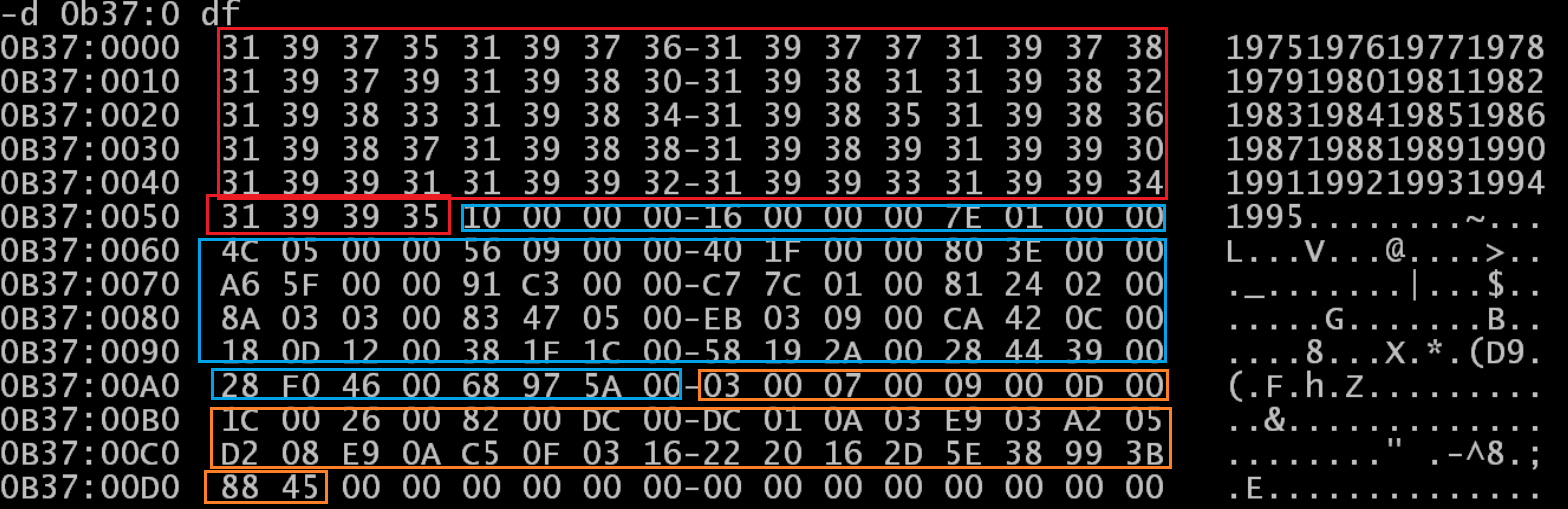 -d 0b37:0 df
0B37:0000 31 39 37 35 31 39 37 36-31 39 37 37 31 39 37 38 1975197619771978
0B37:0010 31 39 37 39 31 39 38 30-31 39 38 31 31 39 38 32 1979198019811982
0B37:0020 31 39 38 33 31 39 38 34-31 39 38 35 31 39 38 36 1983198419851986
0B37:0030 31 39 38 37 31 39 38 38-31 39 38 39 31 39 39 30 1987198819891990
0B37:0040 31 39 39 31 31 39 39 32-31 39 39 33 31 39 39 34 1991199219931994
0B37:0050 31 39 39 35 10 00 00 00-16 00 00 00 7E 01 00 00 1995........~...
0B37:0060 4C 05 00 00 56 09 00 00-40 1F 00 00 80 3E 00 00 L...V...@....>..
0B37:0070 A6 5F 00 00 91 C3 00 00-C7 7C 01 00 81 24 02 00 ._.......|...$..
0B37:0080 8A 03 03 00 83 47 05 00-EB 03 09 00 CA 42 0C 00 .....G.......B..
0B37:0090 18 0D 12 00 38 1F 1C 00-58 19 2A 00 28 44 39 00 ....8...X.*.(D9.
0B37:00A0 28 F0 46 00 68 97 5A 00-03 00 07 00 09 00 0D 00 (.F.h.Z.........
0B37:00B0 1C 00 26 00 82 00 DC 00-DC 01 0A 03 E9 03 A2 05 ..&.............
0B37:00C0 D2 08 E9 0A C5 0F 03 16-22 20 16 2D 5E 38 99 3B ........" .-^8.;
0B37:00D0 88 45 00 00 00 00 00 00-00 00 00 00 00 00 00 00 .E..............